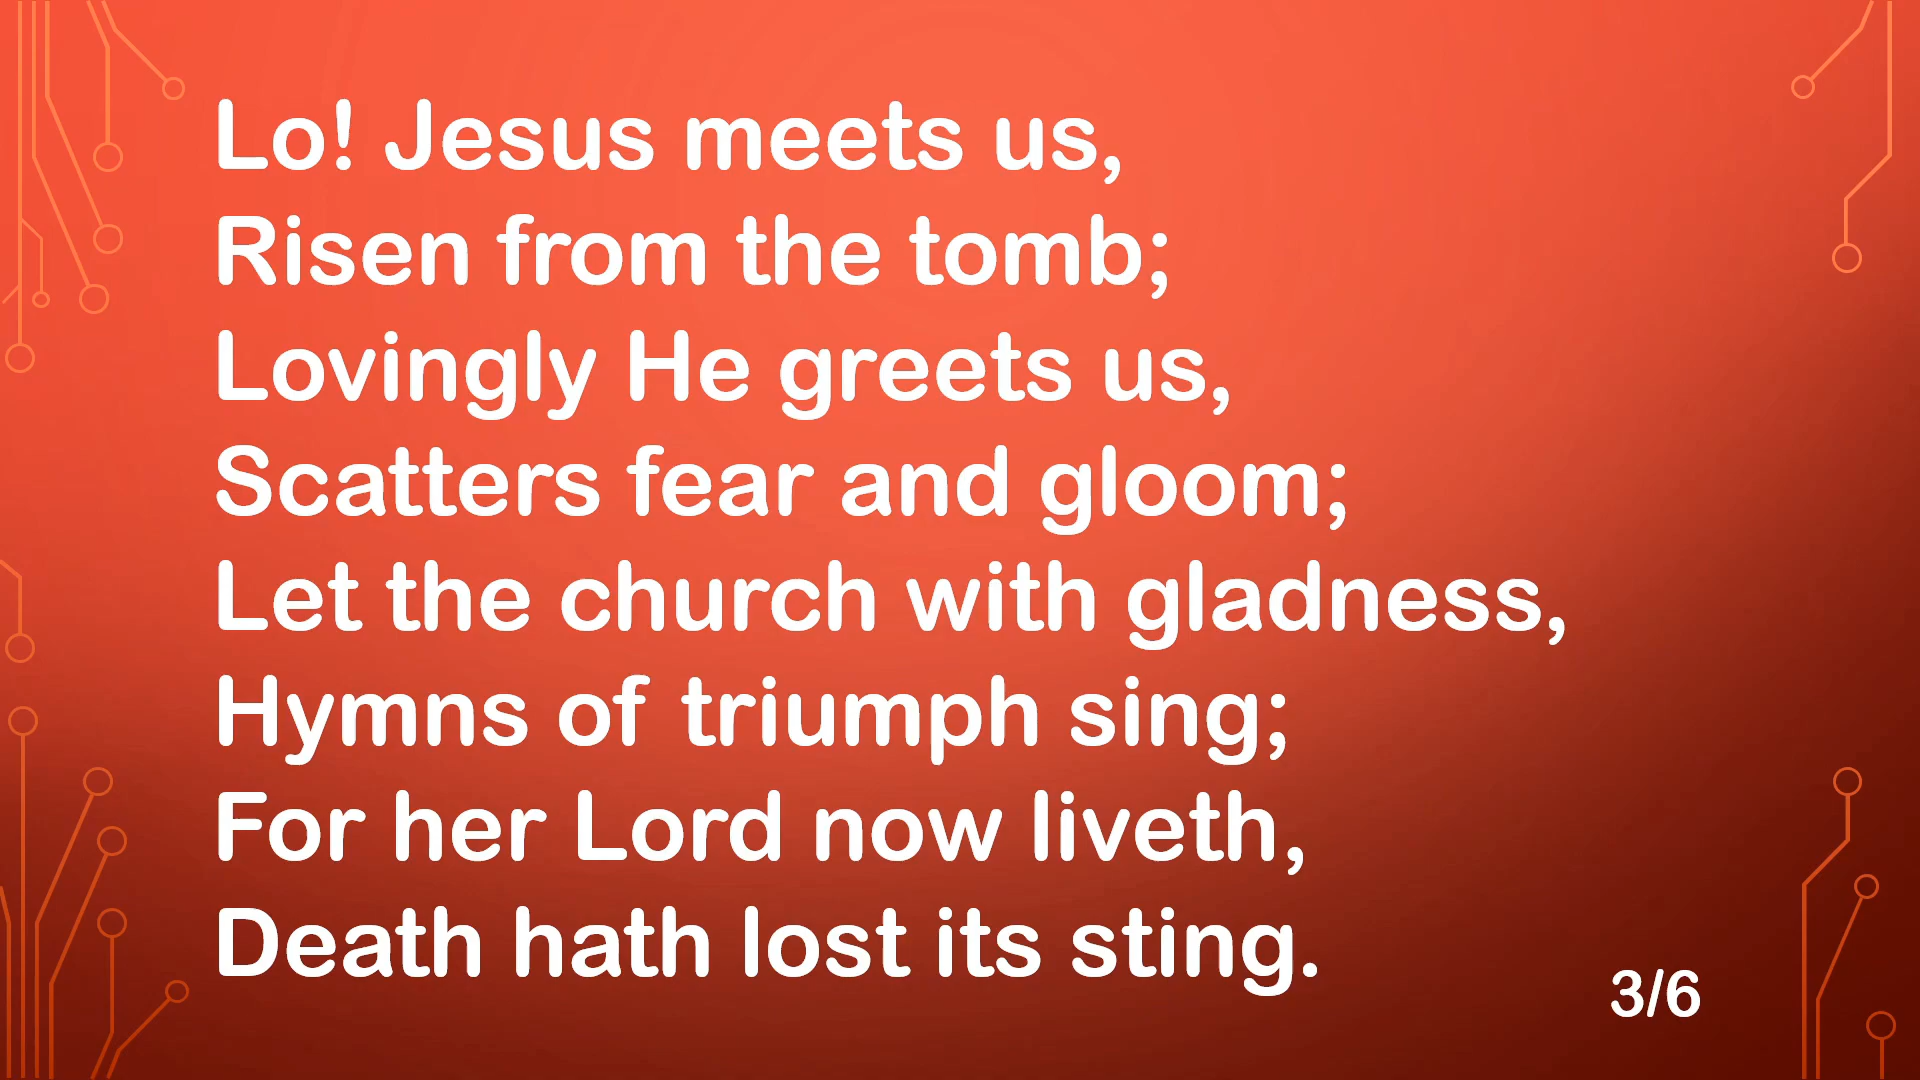 Lo! Jesus meets us,
Risen from the tomb;
Lovingly He greets us,
Scatters fear and gloom;
Let the church with gladness,
Hymns of triumph sing;
For her Lord now liveth,
Death hath lost its sting.
3/6